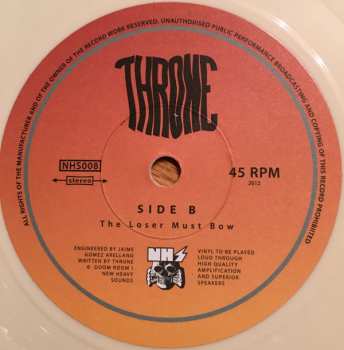 ALL RIGHTS OF THE MANUFACTURER AND OF THE OWNER OF THE RECORD WORK RESERVED. UNAUTHORISED PUBLIC PERFORMANCE BROADCASTING AND COPYING OF THIS RECORD PROHIBITED
THRONE
NHS008
stereo
45 RPM
2012
SIDE B
The Loser Must Bow
ENGINEERED BY JAIME
GOMEZ ARELLANO
WRITTEN BY THRONE
@ DOOM ROOM I
NEW HEAVY
SOUNDS
NHS
VINYL TO BE PLAYED
LOUD THROUGH
HIGH QUALITY
AMPLIFICATION
AND SUPERIOR
SPEAKERS